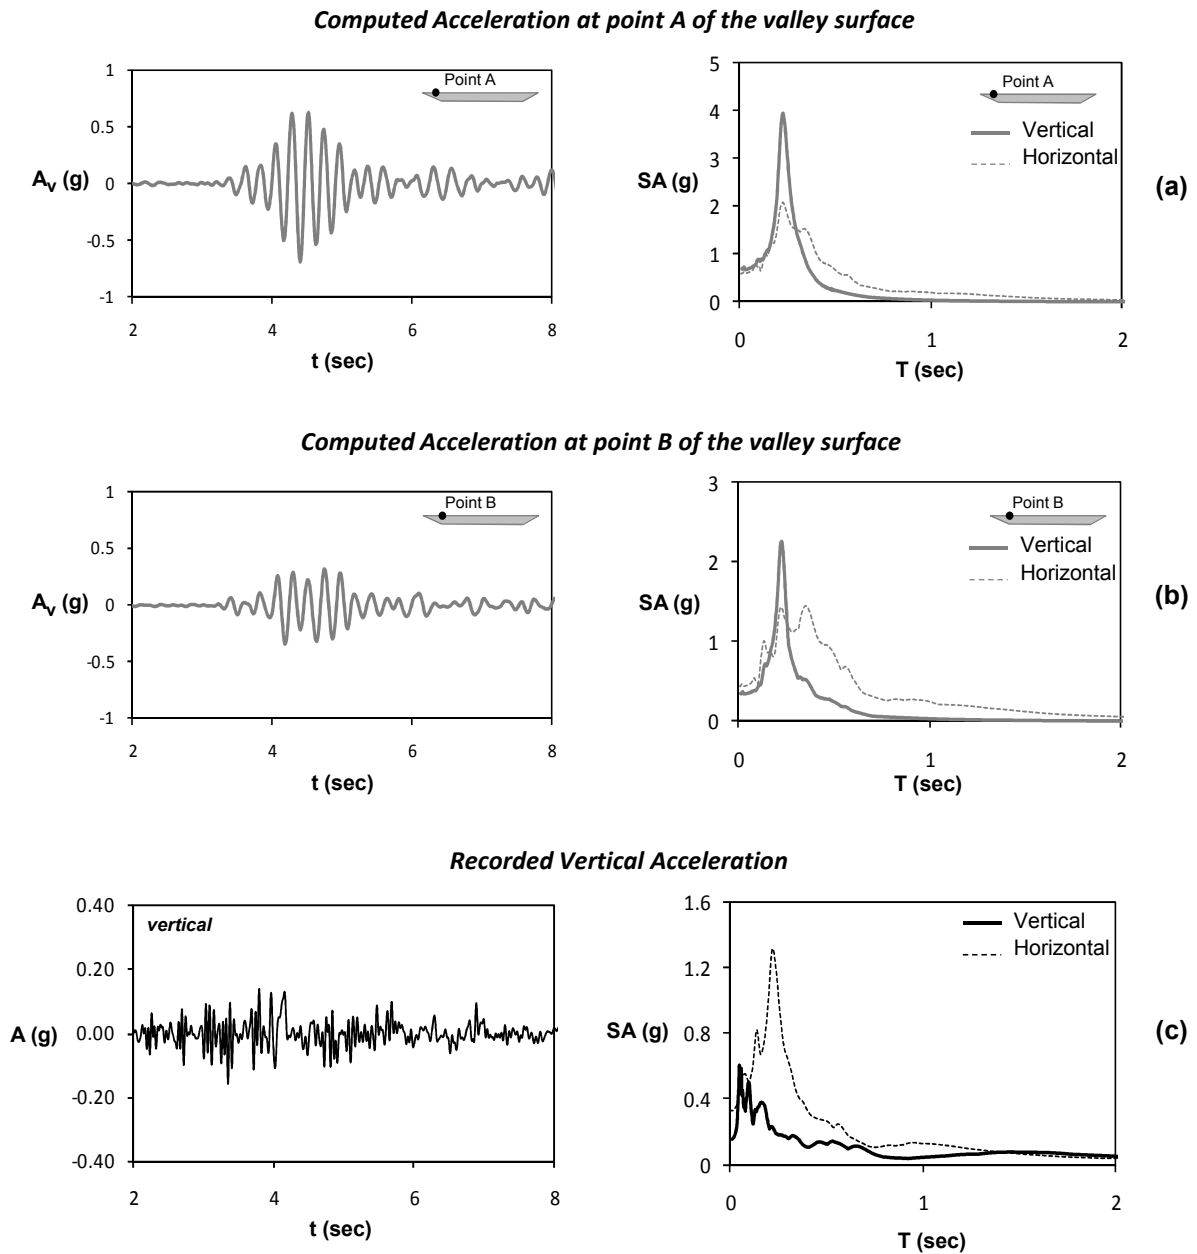 Computed Acceleration at point A of the valley surface
1
0.5
0
-0.5
-1
A_v (g)
Point A
2
4
6
8
t (sec)
5
4
3
2
1
0
SA (g)
Point A
Vertical
Horizontal
0
1
2
T (sec)
(a)
Computed Acceleration at point B of the valley surface
1
0.5
0
-0.5
-1
A_v (g)
Point B
2
4
6
8
t (sec)
3
2
1
0
SA (g)
Point B
Vertical
Horizontal
0
1
2
T (sec)
(b)
Recorded Vertical Acceleration
0.40
0.20
0.00
-0.20
-0.40
A (g)
vertical
2
4
6
8
t (sec)
1.6
1.2
0.8
0.4
0
SA (g)
Vertical
Horizontal
0
1
2
T (sec)
(c)